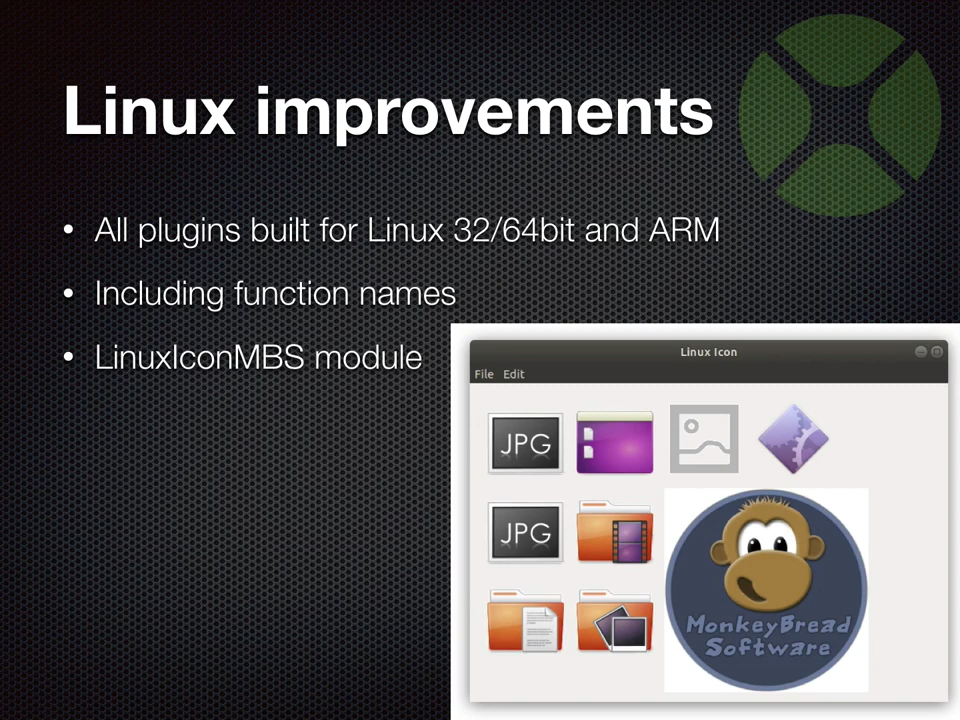 Linux improvements
• All plugins built for Linux 32/64bit and ARM
• Including function names
• LinuxIconMBS module
Linux Icon
File Edit
JPG
JPG
MonkeyBread
Software